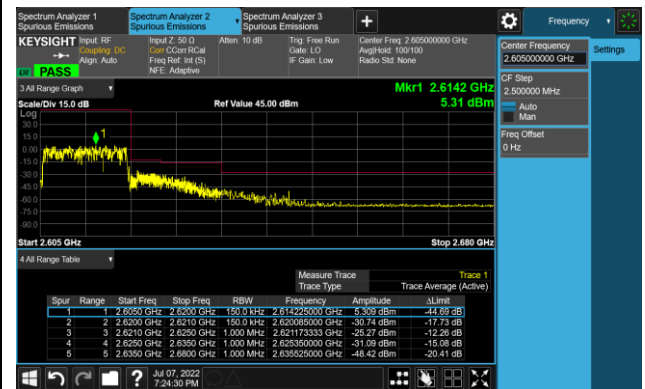 Spectrum Analyzer 1
Spurious Emissions
Spectrum Analyzer 2
Spurious Emissions
Spectrum Analyzer 3
Spurious Emissions
+
Frequency
KEYSIGHT
Input: RF
Coupling: DC
Align: Auto
Input Z: 50 Ω
Corr CCorr RCal
Freq Ref: Int (S)
NFE: Adaptive
Atten: 10 dB
Trig: Free Run
Gate: LO
IF Gain: Low
Center Freq: 2.605000000 GHz
Avg|Hold: 100/100
Radio Std: None
PASS
Center Frequency
2.605000000 GHz
Settings
CF Step
2.500000 MHz
Auto
Man
Freq Offset
0 Hz
3 All Range Graph
Mkr1 2.6142 GHz
5.31 dBm
Scale/Div 15.0 dB
Ref Value 45.00 dBm
Log
30.0
15.0
0.00
-15.0
-30.0
-45.0
-60.0
-75.0
-90.0
1
Start 2.605 GHz
Stop 2.680 GHz
4 All Range Table
Measure Trace Trace 1
Trace Type Trace Average (Active)
Spur Range Start Freq Stop Freq RBW Frequency Amplitude ΔLimit
1 1 2.6050 GHz 2.6200 GHz 150.0 kHz 2.614225000 GHz 5.309 dBm -44.69 dB
2 2 2.6200 GHz 2.6210 GHz 150.0 kHz 2.620085000 GHz -30.74 dBm -17.73 dB
3 3 2.6210 GHz 2.6250 GHz 1.000 MHz 2.621173333 GHz -25.27 dBm -12.26 dB
4 4 2.6250 GHz 2.6350 GHz 1.000 MHz 2.625350000 GHz -31.09 dBm -15.08 dB
5 5 2.6350 GHz 2.6800 GHz 1.000 MHz 2.635525000 GHz -48.42 dBm -20.41 dB
?
Jul 07, 2022
7:24:30 PM